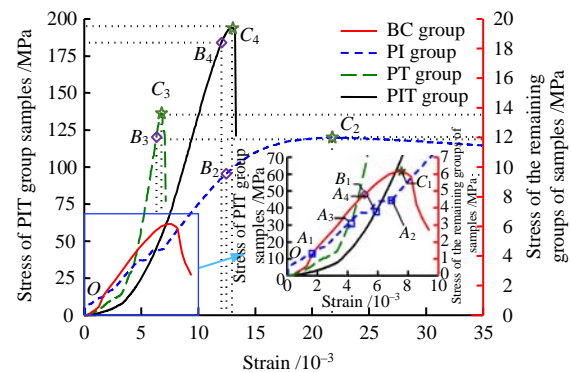 Stress of PIT group samples /MPa
200
175
150
125
100
75
50
25
0
0 5 10 15 20 25 30 35
Strain /10⁻³
20
18
16
14
12
10
8
6
4
2
0
Stress of the remaining
groups of samples /MPa
BC group
PI group
PT group
PIT group
O
B₃
C₃
B₄
C₄
B₂
C₂
Stress of PIT group
samples /MPa
70
60
50
40
30
20
10
0
0 2 4 6 8 10
Strain /10⁻³
7
6
5
4
3
2
1
0
Stress of the remaining groups of
samples /MPa
O
A₁
A₃
A₄
B₁
C₁
A₂